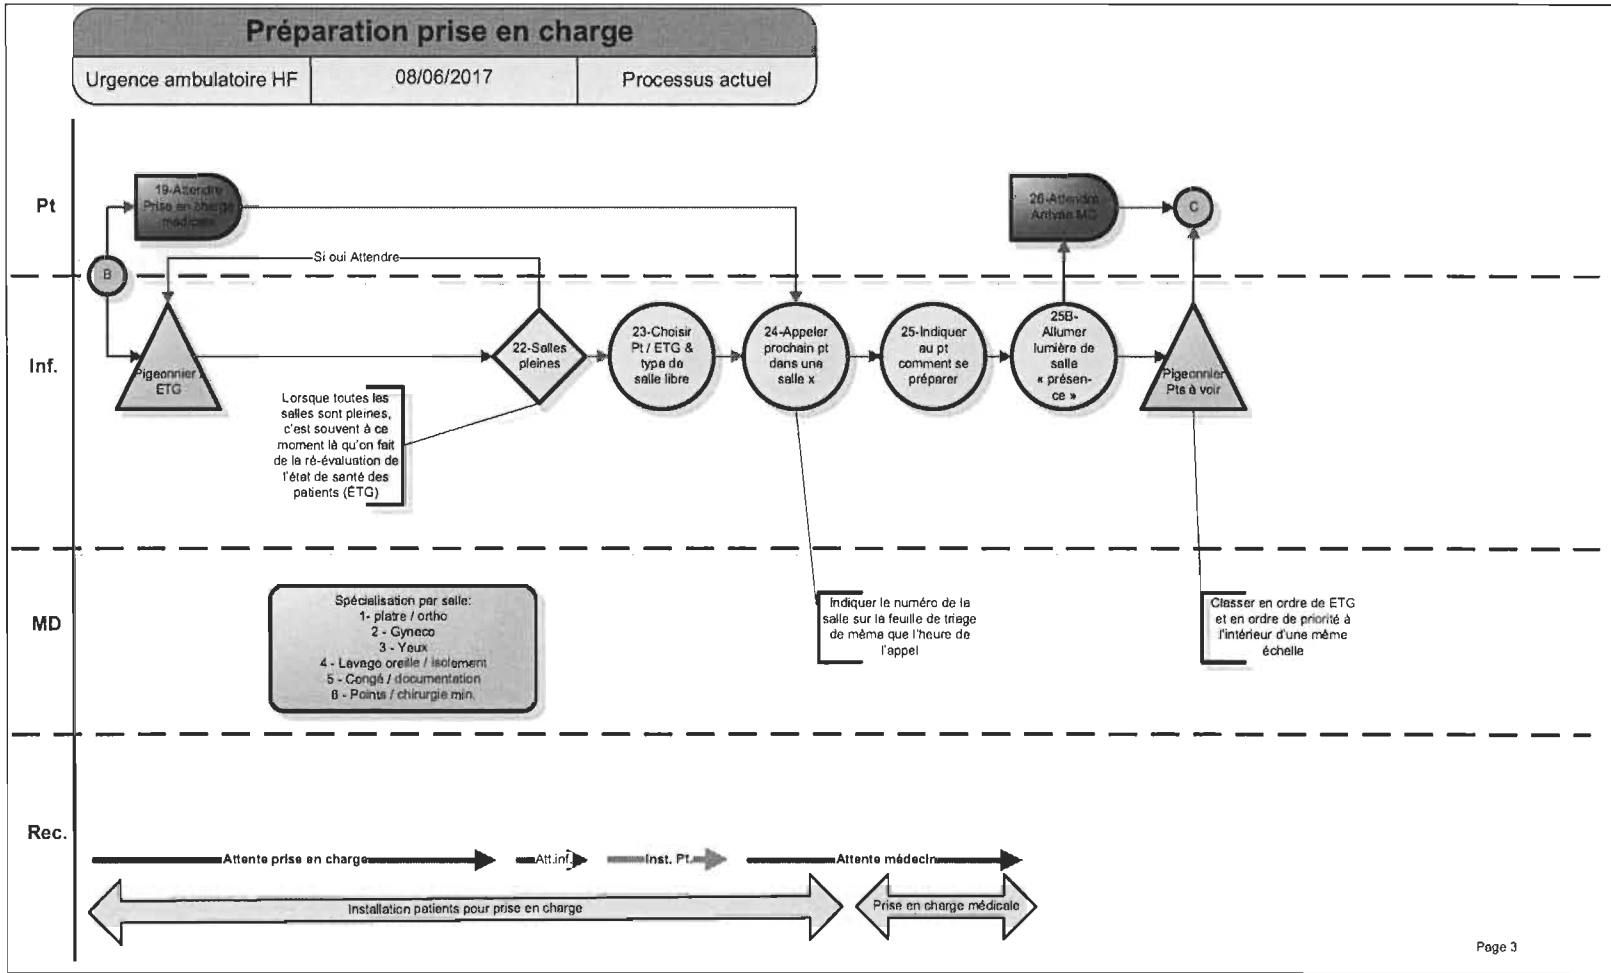 Préparation prise en charge
Urgence ambulatoire HF
08/06/2017
Processus actuel
Pt
19-Attendre
Prise en charge
médicale
26-Attendre
Arrivée MD
C
B
Si oui Attendre
Inf.
Pigeonnier /
ETG
22-Salles
pleines
23-Choisir
Pt / ETG &
type de
salle libre
24-Appeler
prochain pt
dans une
salle x
25-Indiquer
au pt
comment se
préparer
25B-
Allumer
lumière de
salle
« présen-
ce »
Pigeonnier
Pts à voir
Lorsque toutes les
salles sont pleines,
c'est souvent à ce
moment là qu'on fait
de la ré-évaluation de
l'état de santé des
patients (ÉTG)
MD
Spécialisation par salle:
1- platre / ortho
2 - Gyneco
3 - Yeux
4 - Lavage oreille / isolement
5 - Congé / documentation
6 - Points / chirurgie min.
Indiquer le numéro de la
salle sur la feuille de triage
de même que l'heure de
l'appel
Classer en ordre de ETG
et en ordre de priorité à
l'intérieur d'une même
échelle
Rec.
Attente prise en charge
Att.inf.
Inst. Pt.
Attente médecin
Installation patients pour prise en charge
Prise en charge médicale
Page 3